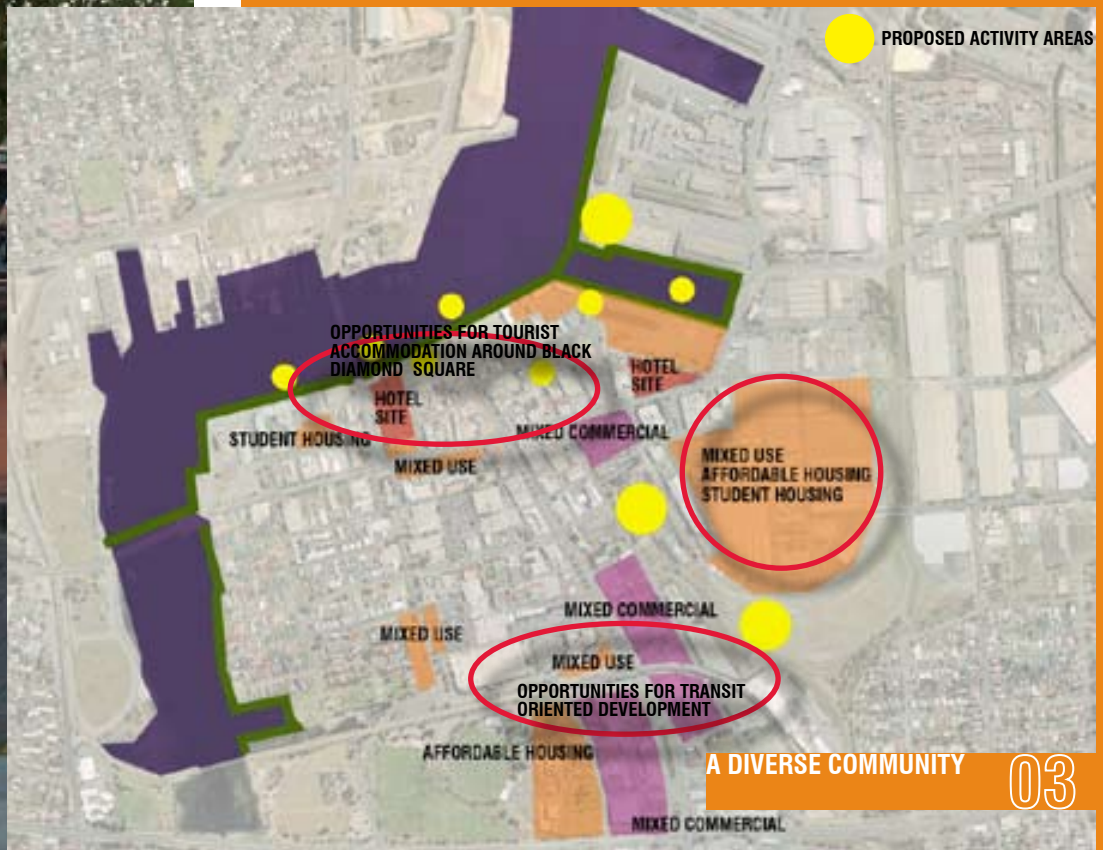 PROPOSED ACTIVITY AREAS
OPPORTUNITIES FOR TOURIST
ACCOMMODATION AROUND BLACK
DIAMOND SQUARE
HOTEL
SITE
HOTEL
SITE
STUDENT HOUSING
MIXED COMMERCIAL
MIXED USE
MIXED USE
AFFORDABLE HOUSING
STUDENT HOUSING
MIXED COMMERCIAL
MIXED USE
MIXED USE
OPPORTUNITIES FOR TRANSIT
ORIENTED DEVELOPMENT
AFFORDABLE HOUSING
A DIVERSE COMMUNITY 03
MIXED COMMERCIAL